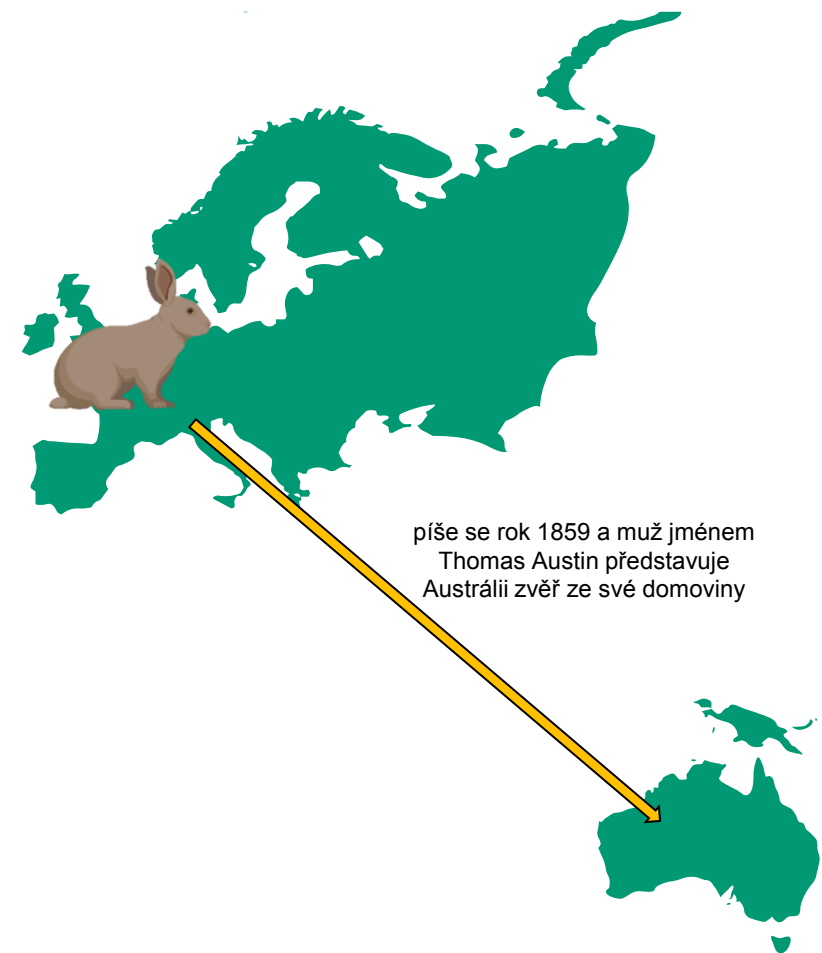 píše se rok 1859 a muž jménem
Thomas Austin představuje
Austrálii zvěř ze své domoviny